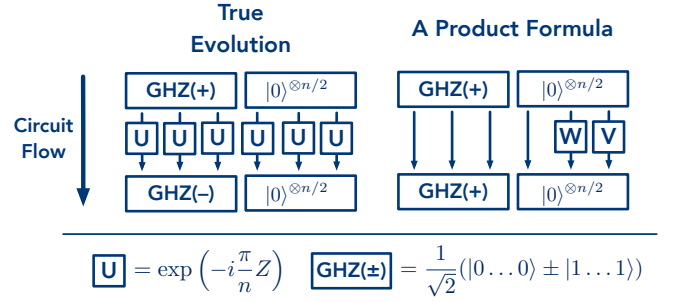 True
Evolution
A Product Formula
GHZ(+) |0⟩^{⊗n/2} GHZ(+) |0⟩^{⊗n/2}
Circuit
Flow
U U U U U U W V
GHZ(–) |0⟩^{⊗n/2} GHZ(+) |0⟩^{⊗n/2}
U = exp(-i π/n Z) GHZ(±) = 1/√2 (|0...0⟩ ± |1...1⟩)